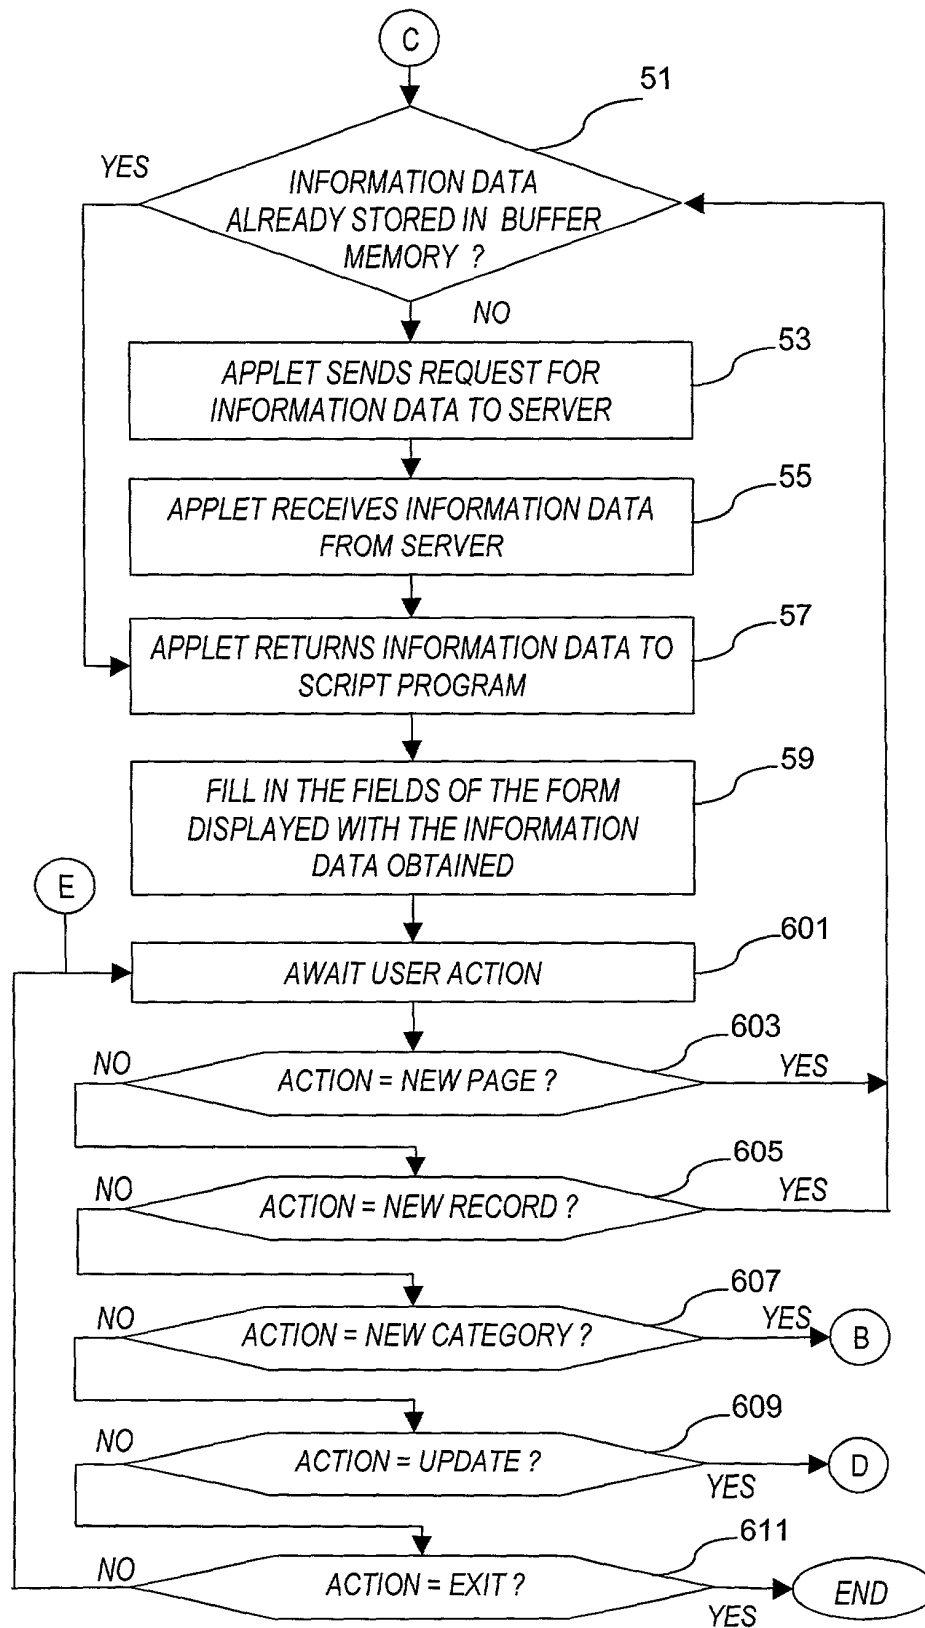 C
51
YES
INFORMATION DATA
ALREADY STORED IN BUFFER
MEMORY ?
NO
53
APPLET SENDS REQUEST FOR
INFORMATION DATA TO SERVER
55
APPLET RECEIVES INFORMATION DATA
FROM SERVER
57
APPLET RETURNS INFORMATION DATA TO
SCRIPT PROGRAM
59
FILL IN THE FIELDS OF THE FORM
DISPLAYED WITH THE INFORMATION
DATA OBTAINED
E
601
AWAIT USER ACTION
603
NO
ACTION = NEW PAGE ?
YES
605
NO
ACTION = NEW RECORD ?
YES
607
NO
ACTION = NEW CATEGORY ?
YES
B
609
NO
ACTION = UPDATE ?
YES
D
611
NO
ACTION = EXIT ?
YES
END